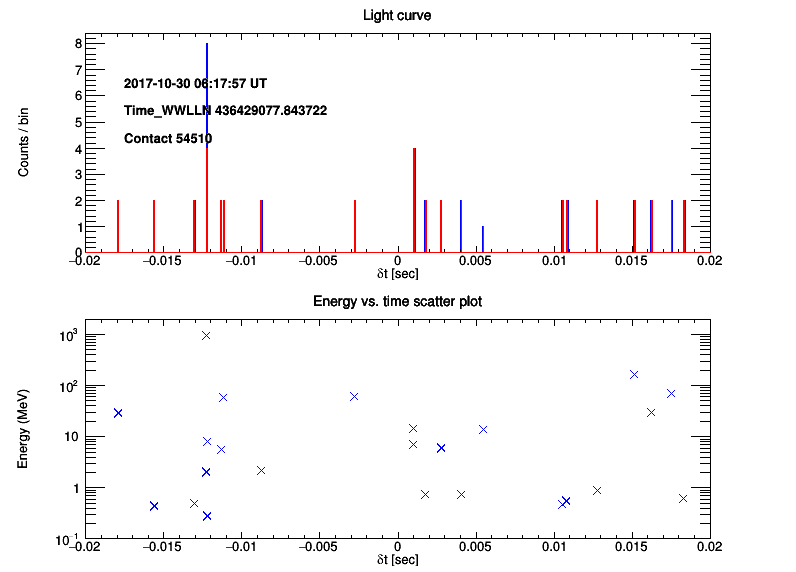 Light curve
Counts / bin
8
7
6
5
4
3
2
1
0
2017-10-30 06:17:57 UT
Time_WWLLN 436429077.843722
Contact 54510
−0.02 −0.015 −0.01 −0.005 0 0.005 0.01 0.015 0.02
δt [sec]
Energy vs. time scatter plot
Energy (MeV)
10³
10²
10
1
10⁻¹
−0.02 −0.015 −0.01 −0.005 0 0.005 0.01 0.015 0.02
δt [sec]